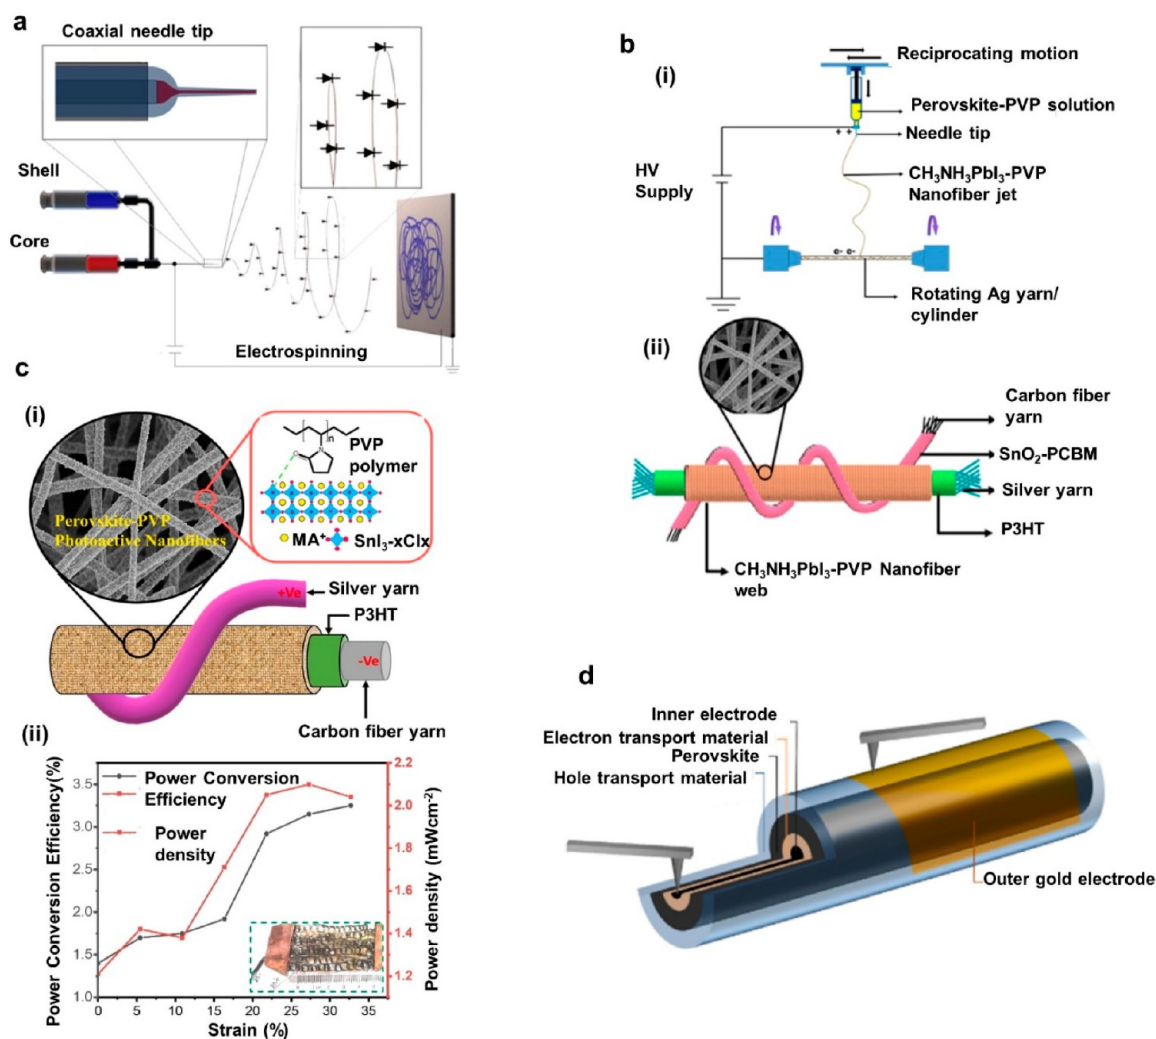 a
Coaxial needle tip
Shell
Core
Electrospinning
b
(i)
Reciprocating motion
Perovskite-PVP solution
+ +
Needle tip
HV
Supply
CH₃NH₃PbI₃-PVP
Nanofiber jet
e- e-
Rotating Ag yarn/
cylinder
(ii)
Carbon fiber
yarn
SnO₂-PCBM
Silver yarn
P3HT
CH₃NH₃PbI₃-PVP Nanofiber
web
c
(i)
Perovskite-PVP
Photoactive Nanofibers
n
N
O
PVP
polymer
MA⁺
SnI₃-xClx
+Ve
Silver yarn
P3HT
-Ve
Carbon fiber yarn
(ii)
Power Conversion Efficiency(%)
3.5
3.0
2.5
2.0
1.5
1.0
Power Conversion
Efficiency
Power
density
2.2
2.0
1.8
1.6
1.4
1.2
Power density (mWcm⁻²)
0
5
10
15
20
25
30
35
Strain (%)
d
Inner electrode
Electron transport material
Perovskite
Hole transport material
Outer gold electrode